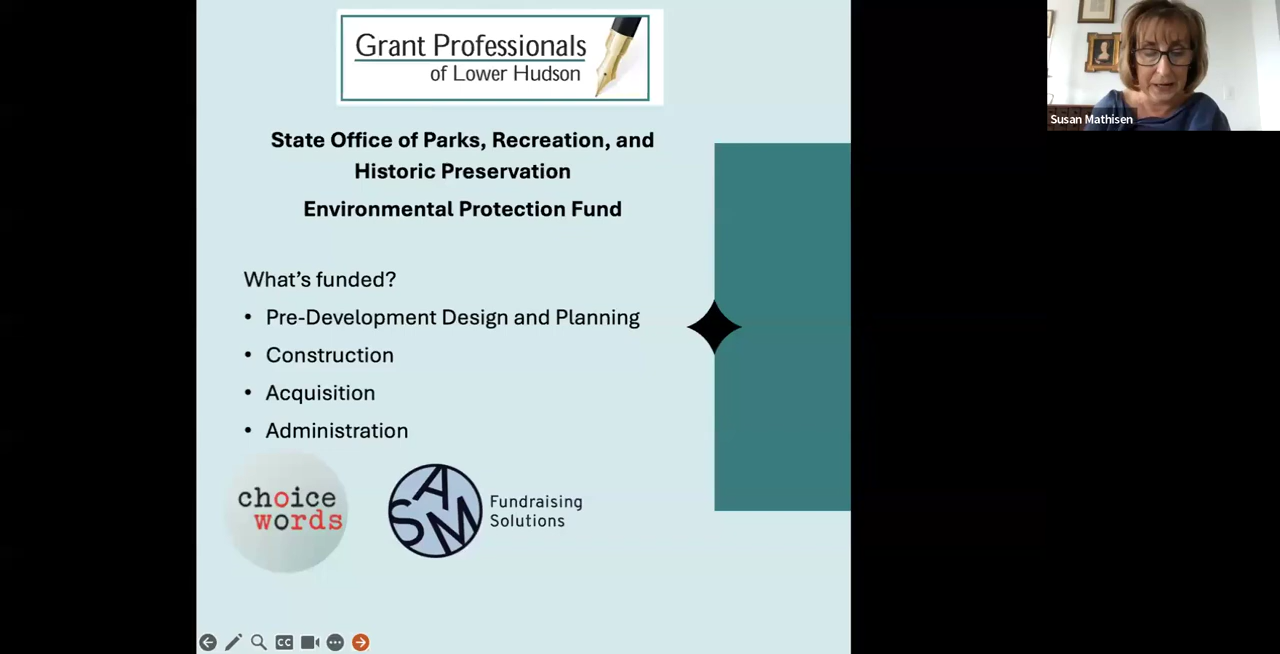 Grant Professionals
of Lower Hudson
Susan Mathisen
State Office of Parks, Recreation, and
Historic Preservation
Environmental Protection Fund
What's funded?
• Pre-Development Design and Planning
• Construction
• Acquisition
• Administration
choice
words
SAM
Fundraising
Solutions
CC